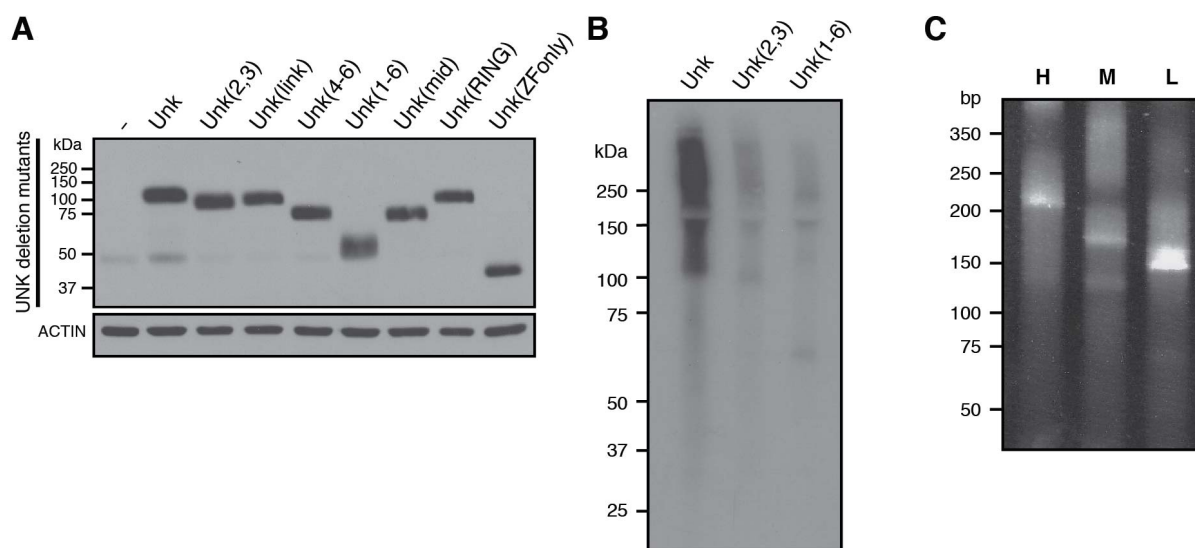 A
- Unk Unk(2,3) Unk(link) Unk(4-6) Unk(1-6) Unk(mid) Unk(RING) Unk(ZFonly)
UNK deletion mutants
kDa
250
150
100
75
50
37
ACTIN
B
Unk Unk(2,3) Unk(1-6)
kDa
250
150
100
75
50
37
25
C
H M L
bp
350
250
200
150
100
75
50